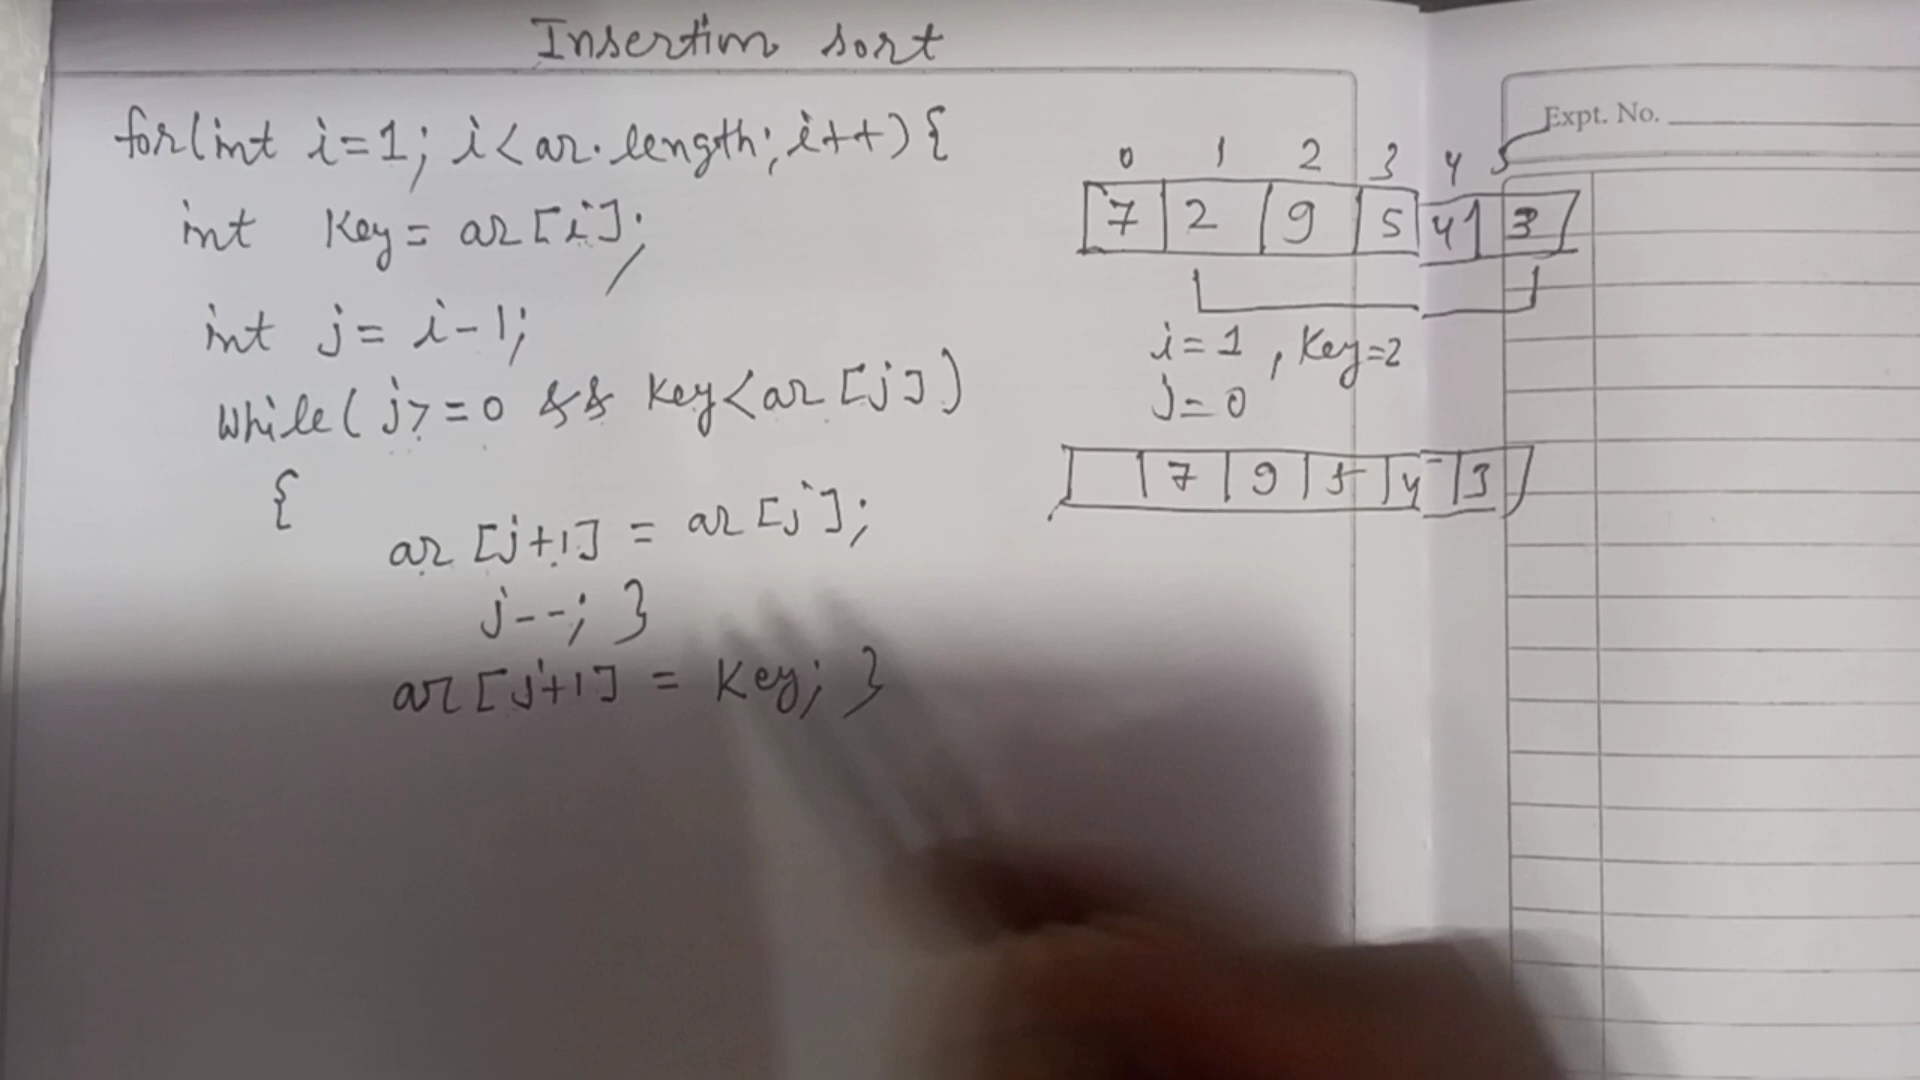 Insertion sort
for(int i=1; i<ar.length; i++){
int key = ar[i];
int j = i-1;
while( j>=0 && key<ar[j])
{
ar[j+1] = ar[j];
j--; }
ar[j+1] = key; }
0 1 2 3 4 5
7 2 9 5 4 3
i=1, key=2
j=0
7 9 5 4 3
Expt. No.